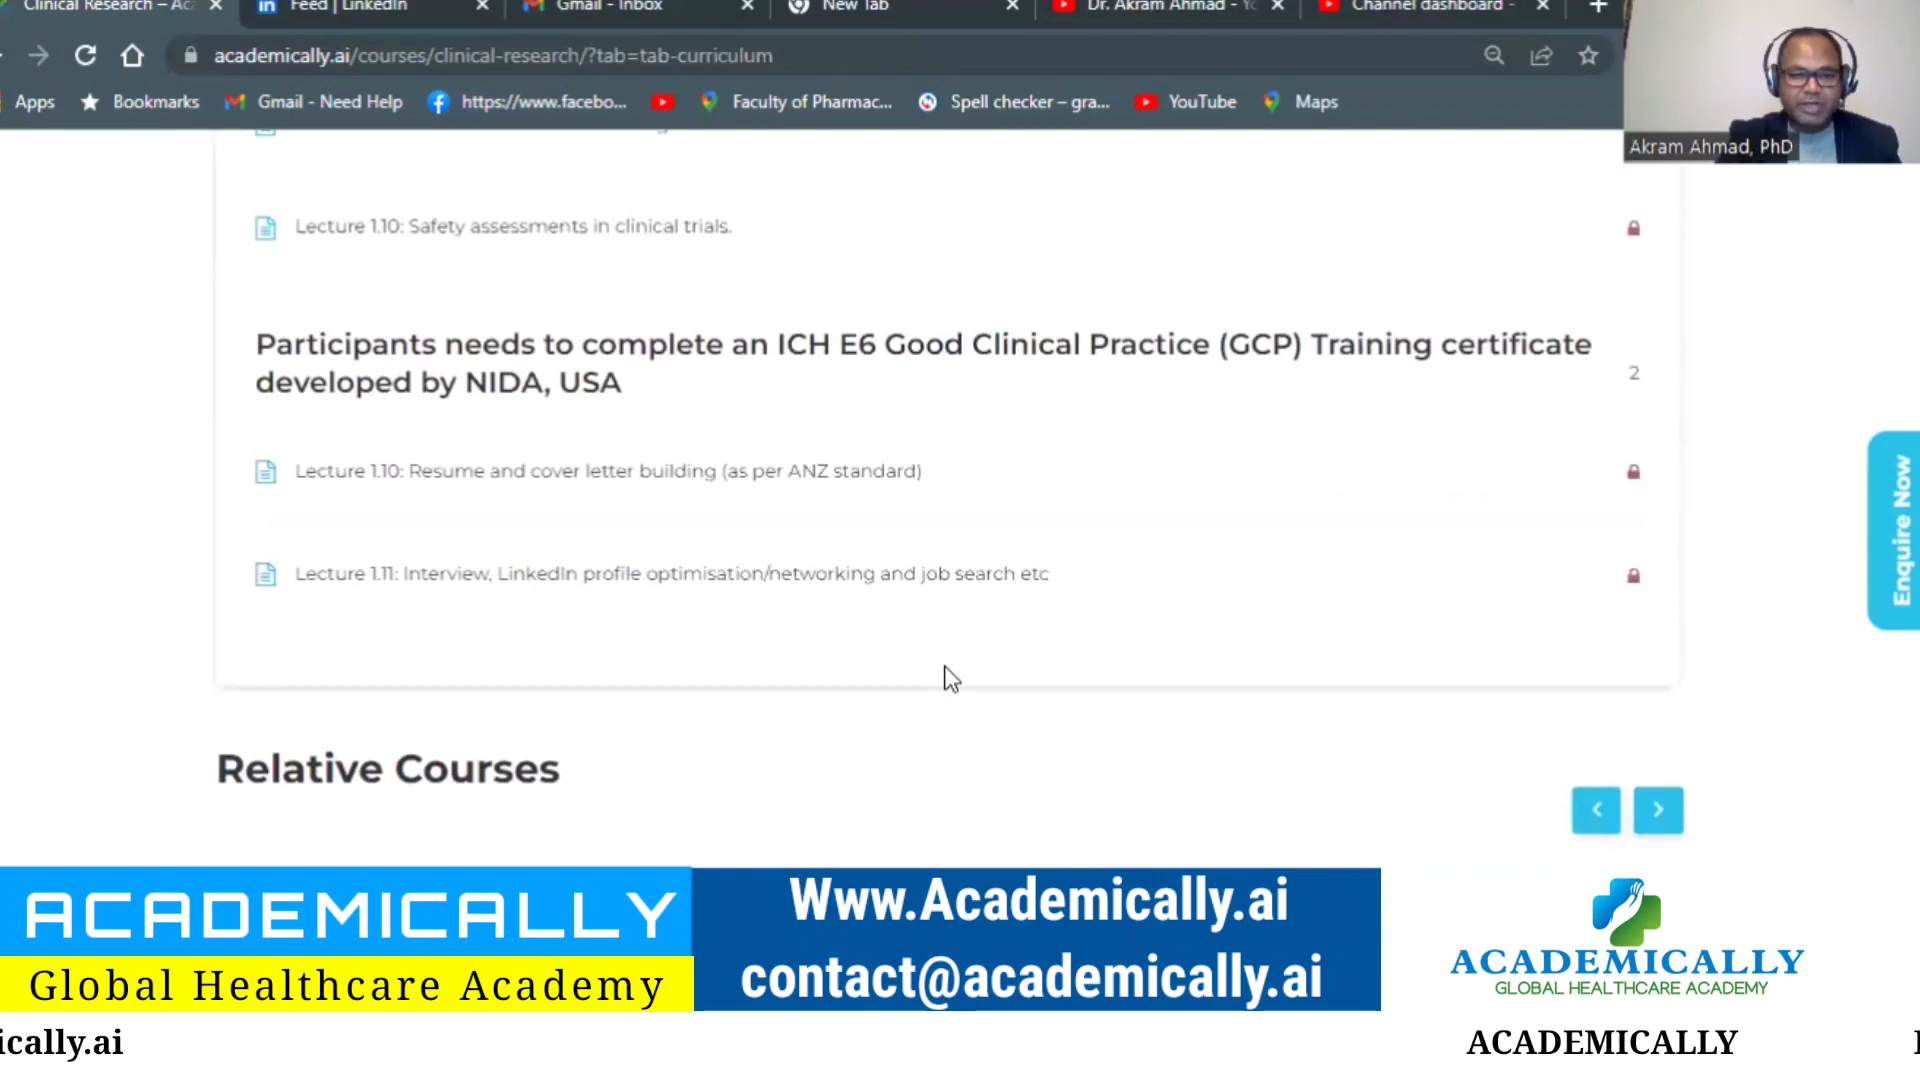 Clinical Research – Ac
Feed | LinkedIn
Gmail - Inbox
New Tab
Dr. Akram Ahmad - Yo
Channel dashboard -
academically.ai/courses/clinical-research/?tab=tab-curriculum
Apps
Bookmarks
Gmail - Need Help
https://www.facebo...
Faculty of Pharmac...
Spell checker – gra...
YouTube
Maps
Akram Ahmad, PhD
Lecture 1.10: Safety assessments in clinical trials.
Participants needs to complete an ICH E6 Good Clinical Practice (GCP) Training certificate
developed by NIDA, USA
2
Lecture 1.10: Resume and cover letter building (as per ANZ standard)
Lecture 1.11: Interview, LinkedIn profile optimisation/networking and job search etc
Enquire Now
Relative Courses
ACADEMICALLY
Global Healthcare Academy
Www.Academically.ai
contact@academically.ai
ACADEMICALLY
GLOBAL HEALTHCARE ACADEMY
ically.ai
ACADEMICALLY